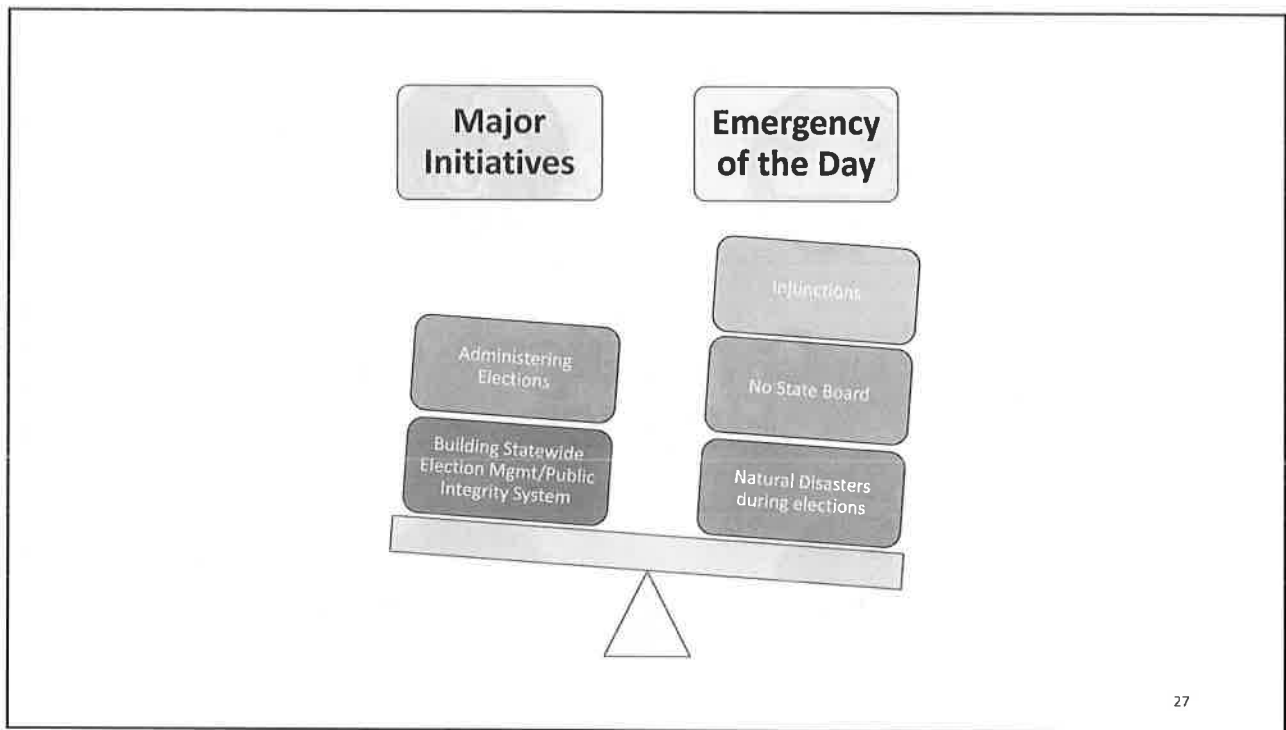 Major
Initiatives
Emergency
of the Day
Administering
Elections
Building Statewide
Election Mgmt/Public
Integrity System
Injunctions
No State Board
Natural Disasters
during elections
27